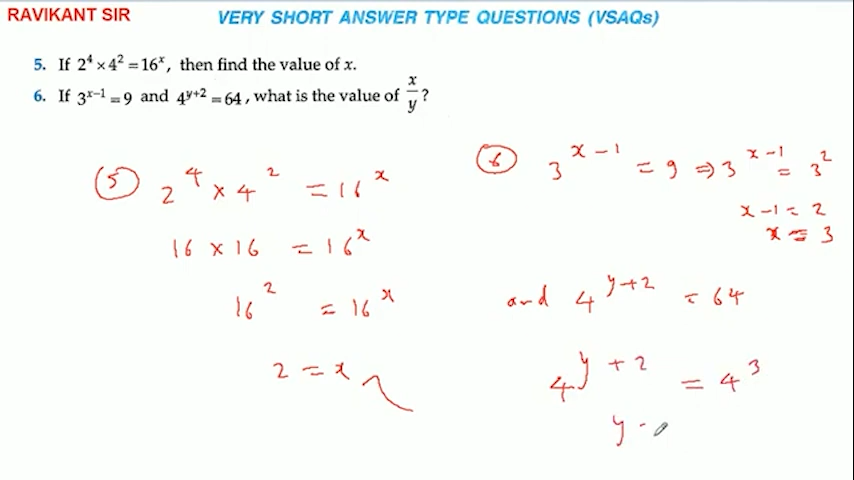 RAVIKANT SIR
VERY SHORT ANSWER TYPE QUESTIONS (VSAQs)
5. If 2⁴ × 4² = 16ˣ, then find the value of x.
6. If 3ˣ⁻¹ = 9 and 4ʸ⁺² = 64, what is the value of x/y?
⑤ 2⁴ × 4² = 16ˣ
16 × 16 = 16ˣ
16² = 16ˣ
2 = x
⑥ 3ˣ⁻¹ = 9 ⇒ 3ˣ⁻¹ = 3²
x - 1 = 2
x = 3
and 4ʸ⁺² = 64
4ʸ⁺² = 4³
y -